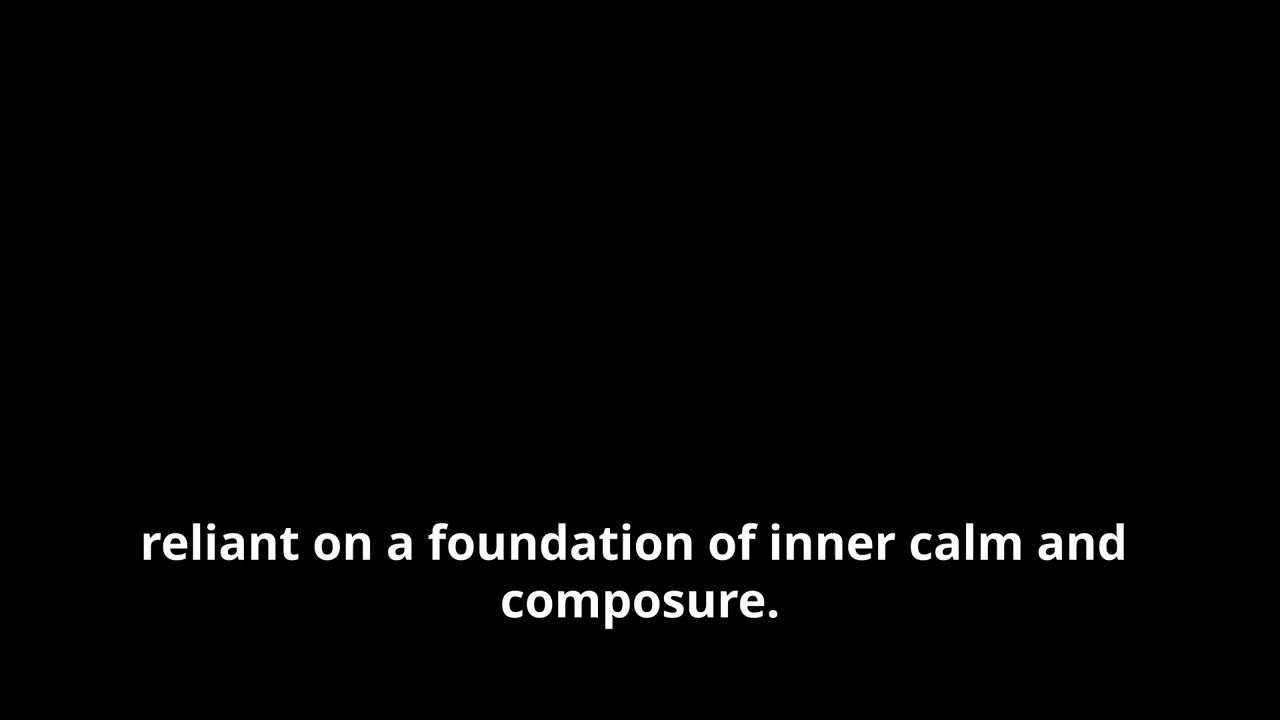 reliant on a foundation of inner calm and
composure.